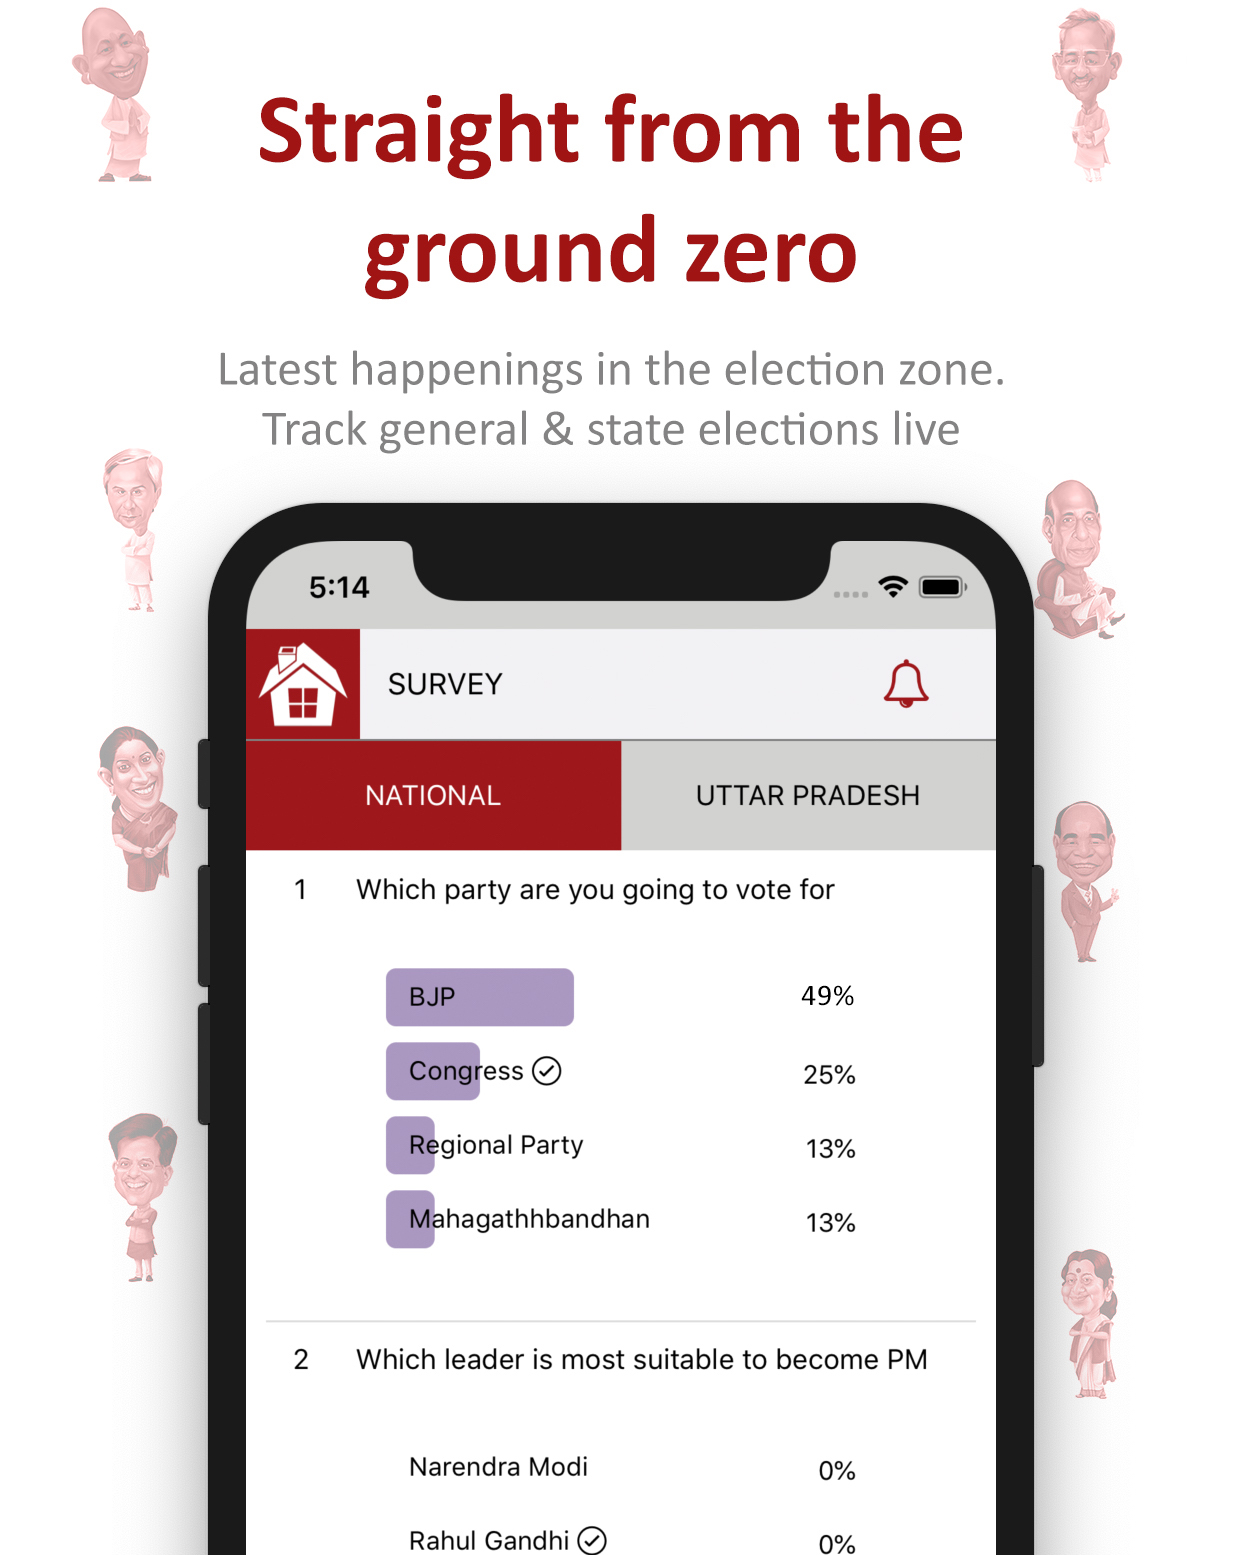 Straight from the
ground zero
Latest happenings in the election zone.
Track general & state elections live
5:14
SURVEY
NATIONAL
UTTAR PRADESH
1 Which party are you going to vote for
BJP 49%
Congress 25%
Regional Party 13%
Mahagathhbandhan 13%
2 Which leader is most suitable to become PM
Narendra Modi 0%
Rahul Gandhi 0%